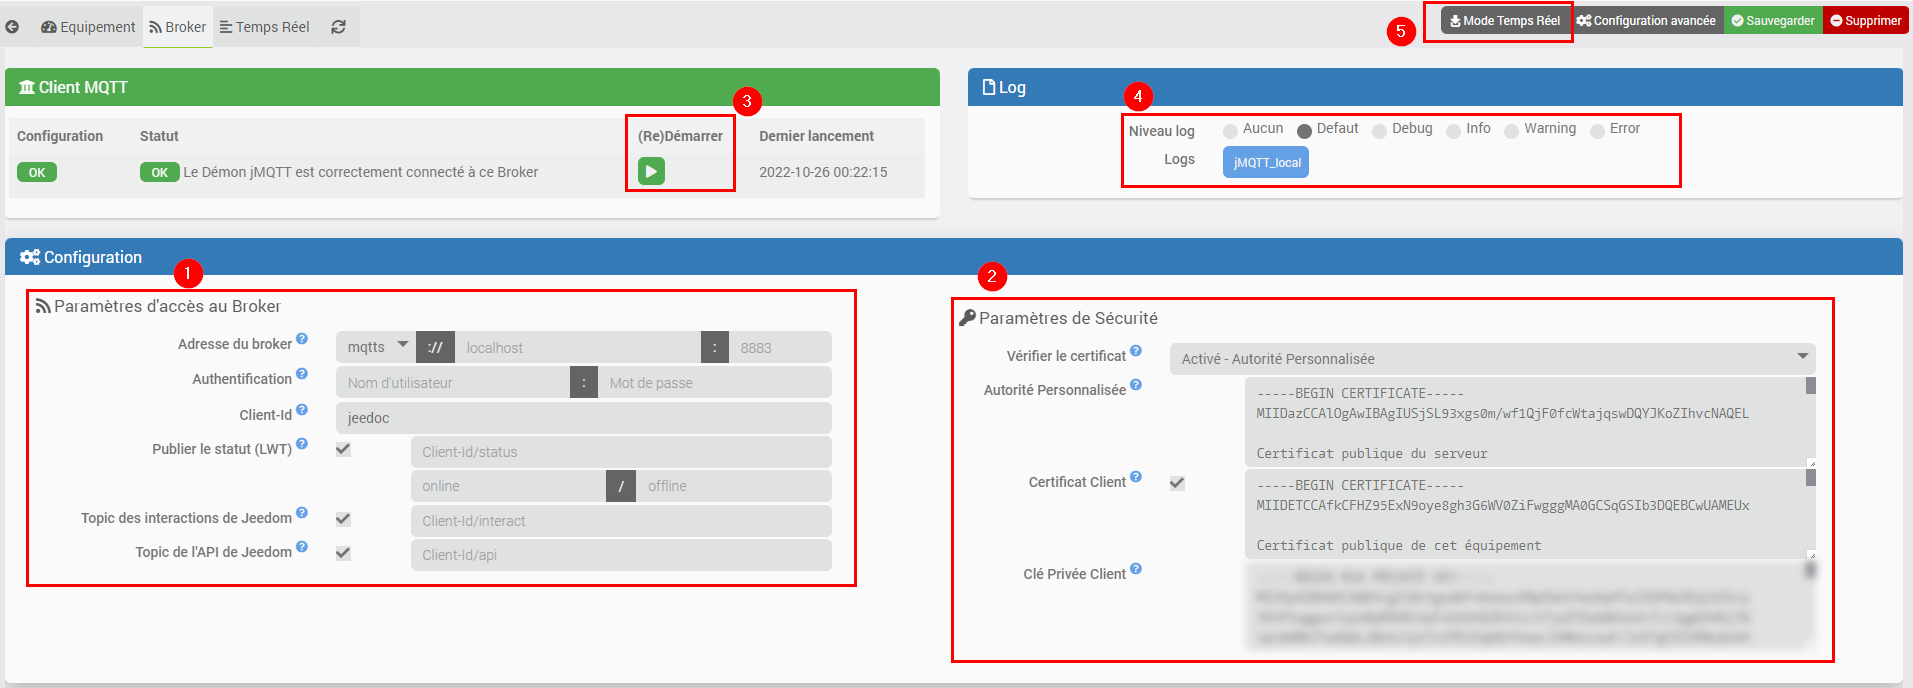 Equipement Broker Temps Réel
5 Mode Temps Réel Configuration avancée Sauvegarder Supprimer
Client MQTT
3
Configuration Statut (Re)Démarrer Dernier lancement
OK OK Le Démon jMQTT est correctement connecté à ce Broker 2022-10-26 00:22:15
Log
4
Niveau log Aucun Defaut Debug Info Warning Error
Logs jMQTT_local
Configuration
1
Paramètres d'accès au Broker
Adresse du broker ? mqtts :// localhost : 8883
Authentification ? Nom d'utilisateur : Mot de passe
Client-Id ? jeedoc
Publier le statut (LWT) ? Client-Id/status
online / offline
Topic des interactions de Jeedom ? Client-Id/interact
Topic de l'API de Jeedom ? Client-Id/api
2
Paramètres de Sécurité
Vérifier le certificat ? Activé - Autorité Personnalisée
Autorité Personnalisée ? -----BEGIN CERTIFICATE-----
MIIDazCCAlOgAwIBAgIUSjSL93xgs0m/wf1QjF0fcWtajqswDQYJKoZIhvcNAQEL
Certificat publique du serveur
Certificat Client ? -----BEGIN CERTIFICATE-----
MIIDETCCAfkCFHZ95ExN9oye8gh3G6WV0ZiFwgggMA0GCSqGSIb3DQEBCwUAMEUx
Certificat publique de cet équipement
Clé Privée Client ?